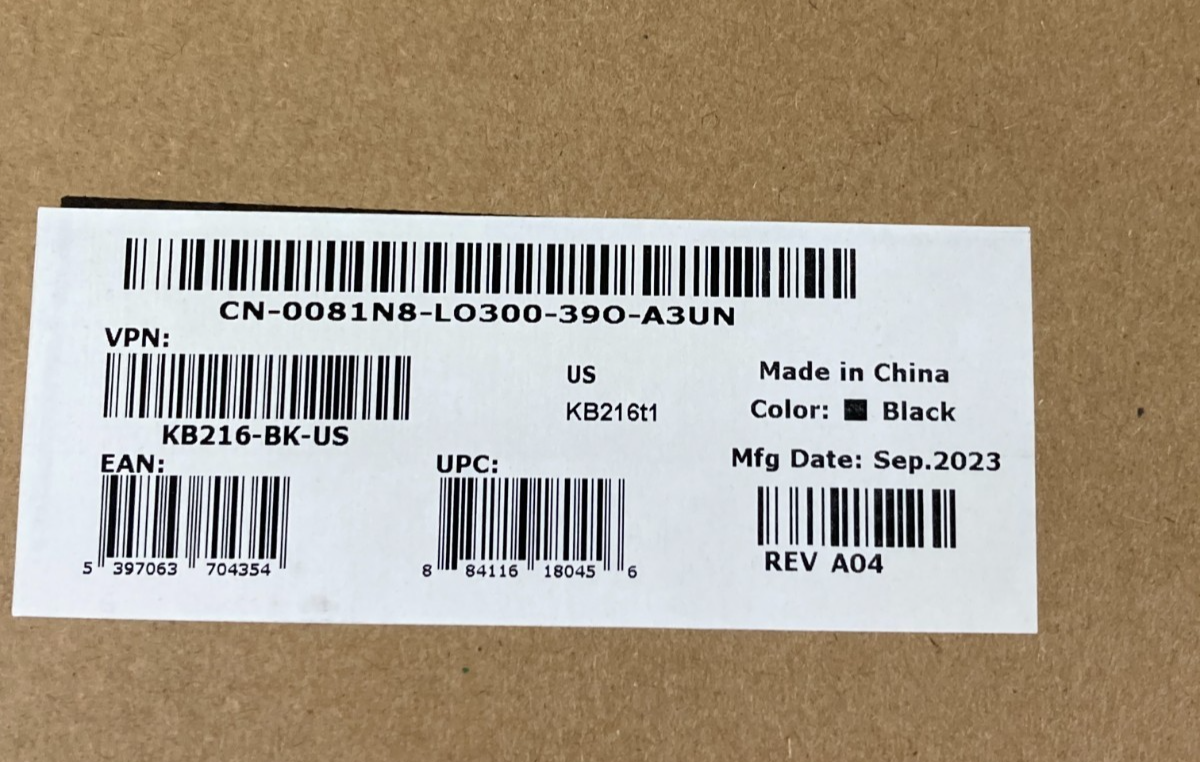 CN-0081N8-LO300-39O-A3UN
VPN:
KB216-BK-US
US
KB216t1
Made in China
Color: Black
EAN:
5 397063 704354
UPC:
8 84116 18045 6
Mfg Date: Sep.2023
REV A04